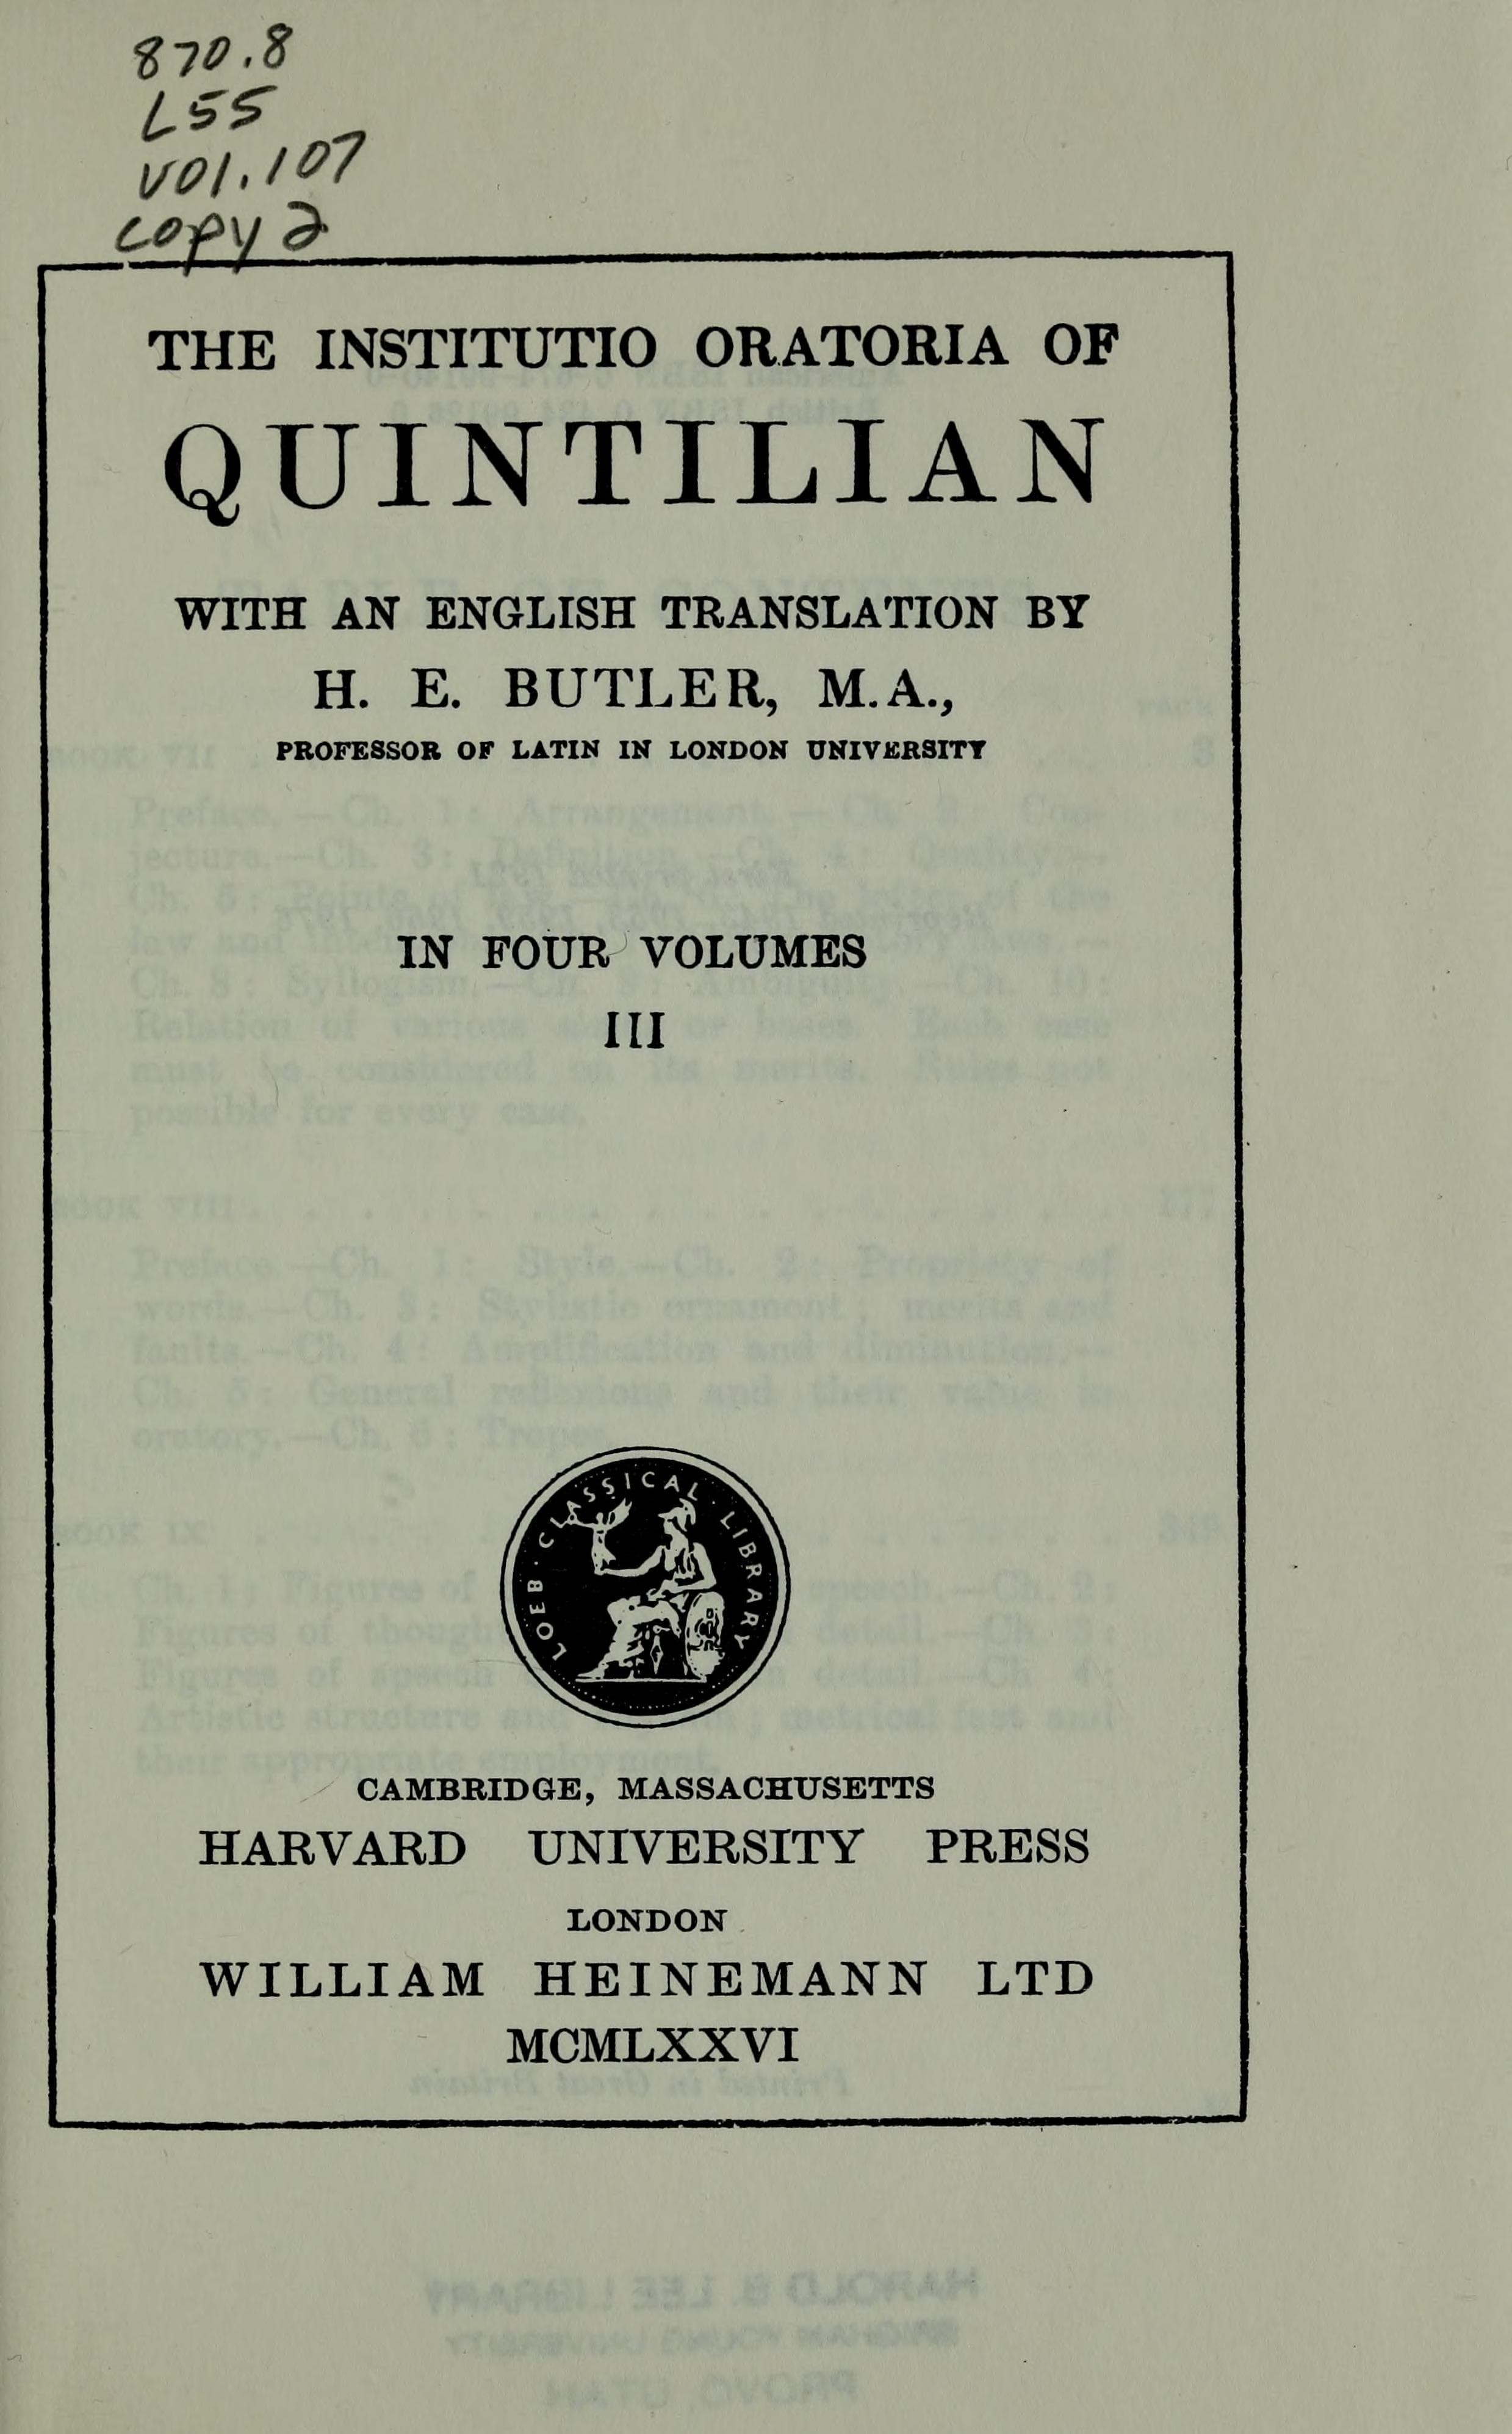 870.8
L55
vol.107
copy 2
THE INSTITUTIO ORATORIA OF
QUINTILIAN
WITH AN ENGLISH TRANSLATION BY
H. E. BUTLER, M.A.,
PROFESSOR OF LATIN IN LONDON UNIVERSITY
IN FOUR VOLUMES
III
LOEB · CLASSICAL · LIBRARY
CAMBRIDGE, MASSACHUSETTS
HARVARD UNIVERSITY PRESS
LONDON
WILLIAM HEINEMANN LTD
MCMLXXVI